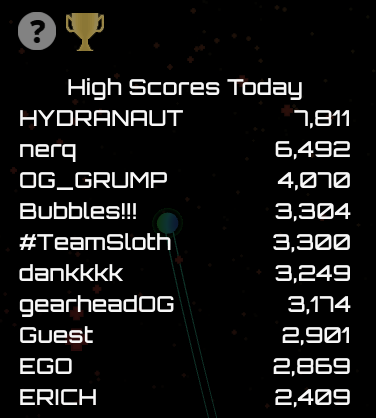 ?
High Scores Today
HYDRANAUT 7,811
nerq 6,492
OG_GRUMP 4,070
Bubbles!!! 3,304
#TeamSloth 3,300
dankkkk 3,249
gearheadOG 3,174
Guest 2,901
EGO 2,869
ERICH 2,409